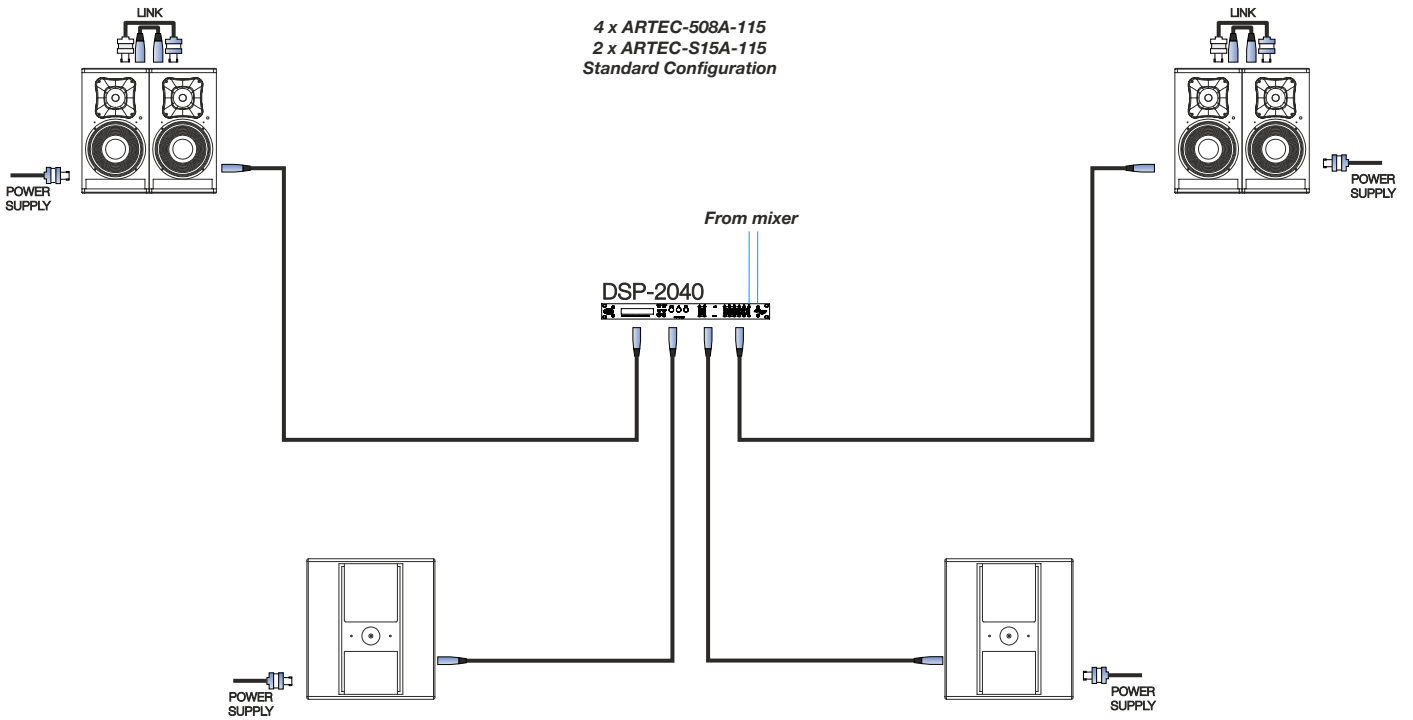 LINK
4 x ARTEC-508A-115
2 x ARTEC-S15A-115
Standard Configuration
LINK
POWER
SUPPLY
POWER
SUPPLY
From mixer
DSP-2040
POWER
SUPPLY
POWER
SUPPLY